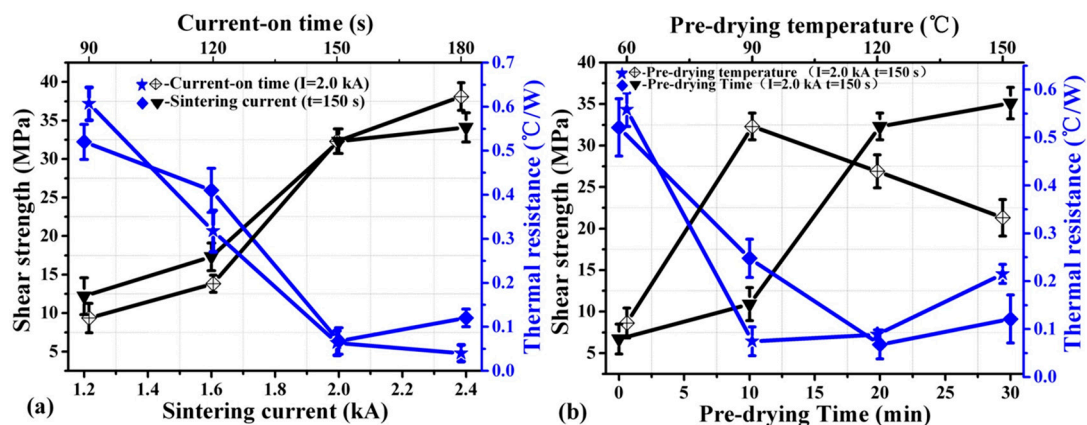 Current-on time (s)
90 120 150 180
-Current-on time (I=2.0 kA)
-Sintering current (t=150 s)
Shear strength (MPa)
40
35
30
25
20
15
10
5
Thermal resistance (℃/W)
0.7
0.6
0.5
0.4
0.3
0.2
0.1
0.0
1.2 1.4 1.6 1.8 2.0 2.2 2.4
(a)
Sintering current (kA)
Pre-drying temperature (℃)
60 90 120 150
-Pre-drying temperature （I=2.0 kA t=150 s）
-Pre-drying Time（I=2.0 kA t=150 s）
Shear strength (MPa)
40
35
30
25
20
15
10
5
Thermal resistance (℃/W)
0.6
0.5
0.4
0.3
0.2
0.1
0.0
0 5 10 15 20 25 30
(b)
Pre-drying Time (min)